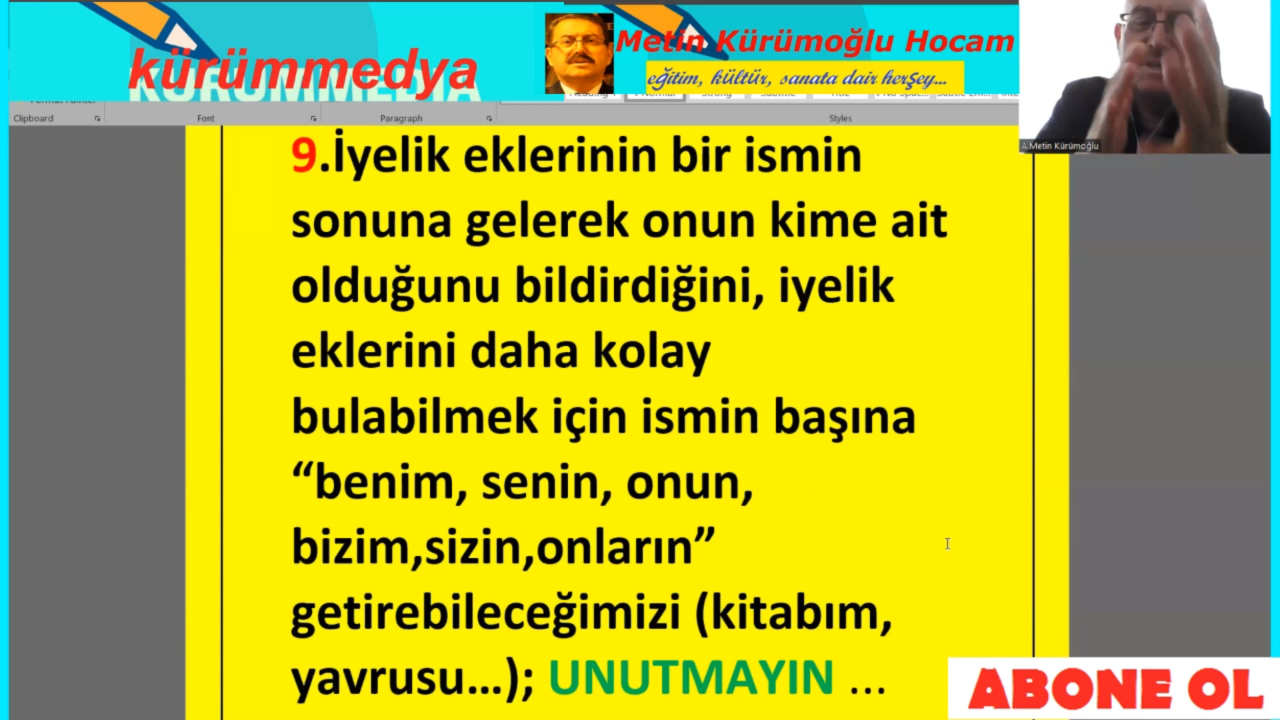 kürümmedya
KÜRÜMMEDYA
Metin Kürümoğlu Hocam
eğitim, kültür, sanata dair herşey...
Clipboard
Font
Paragraph
Styles
A.Metin Kürümoğlu
9.İyelik eklerinin bir ismin
sonuna gelerek onun kime ait
olduğunu bildirdiğini, iyelik
eklerini daha kolay
bulabilmek için ismin başına
“benim, senin, onun,
bizim,sizin,onların”
getirebileceğimizi (kitabım,
yavrusu...); UNUTMAYIN ...
ABONE OL